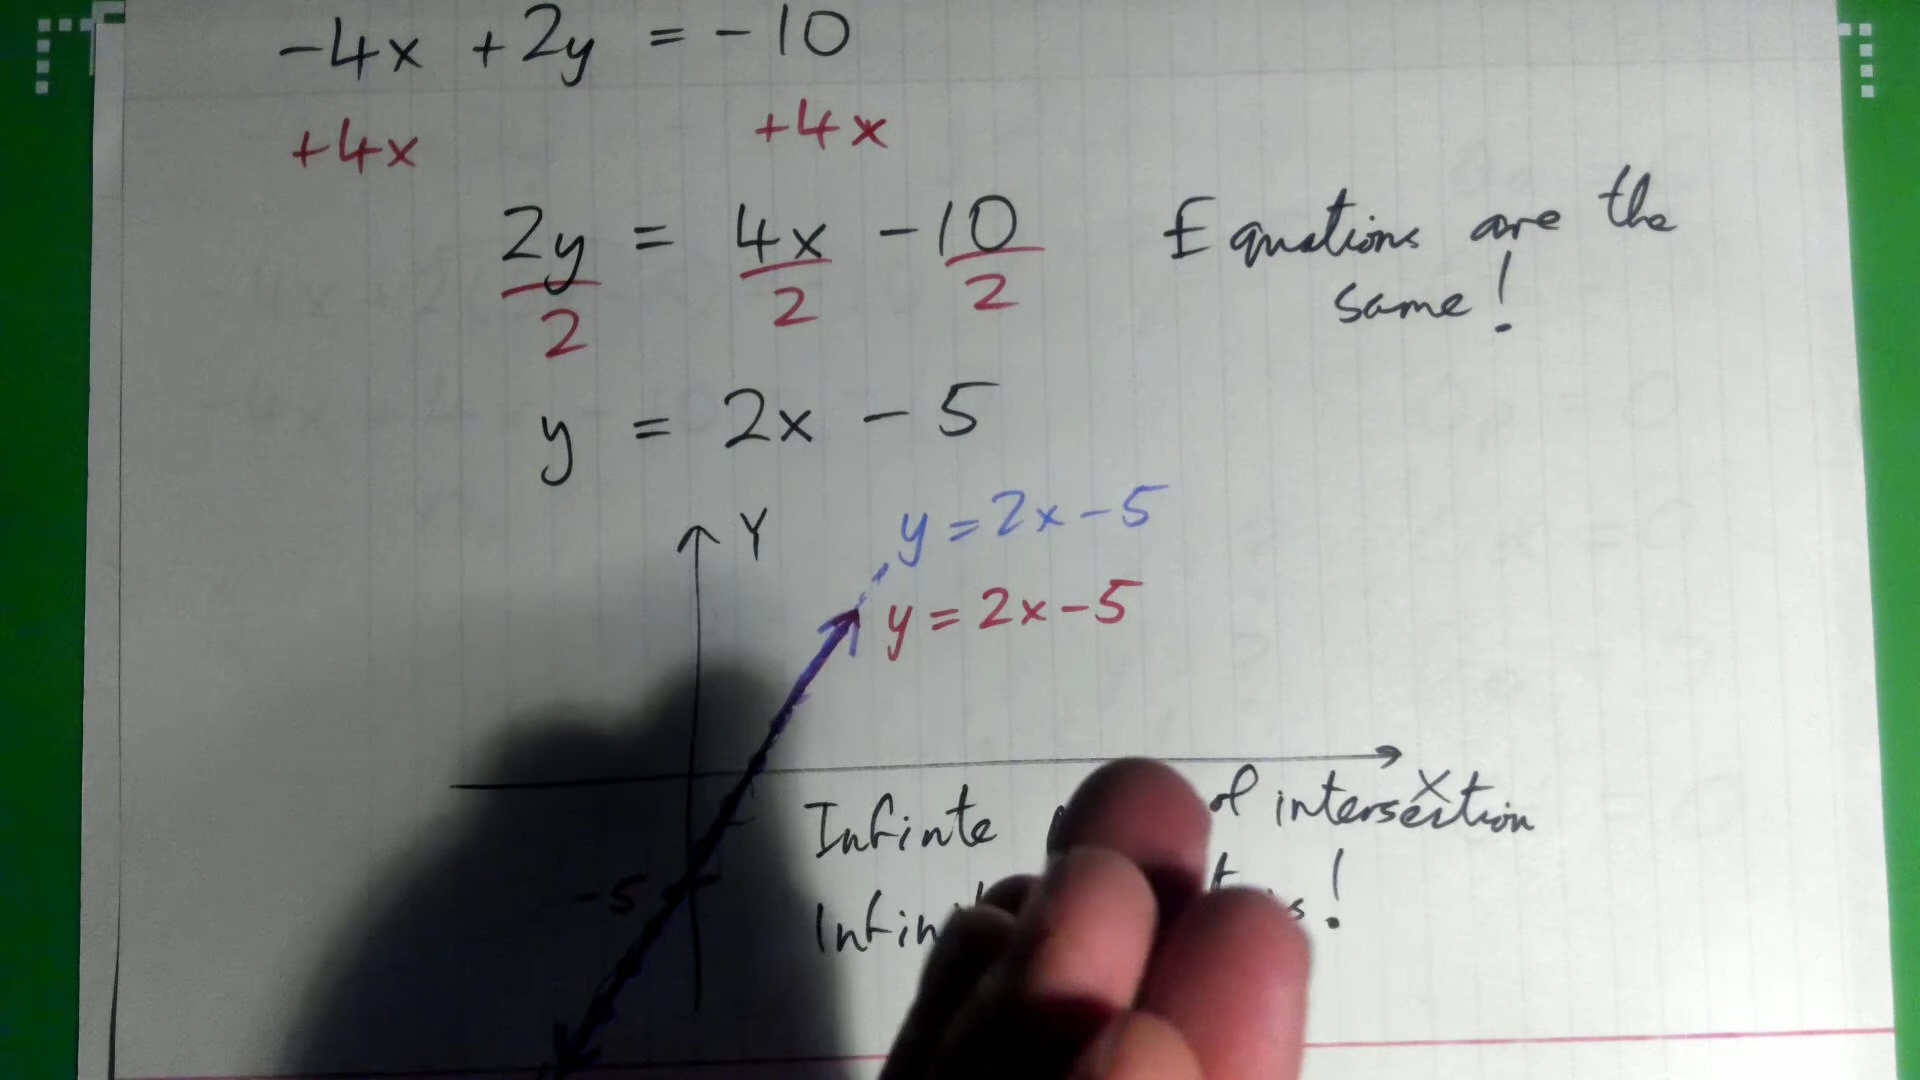 -4x + 2y = -10
+4x +4x
2y = 4x - 10
2 2 2
Equations are the
same!
y = 2x - 5
Y
y = 2x - 5
y = 2x - 5
X
Infinte of intersection
-5